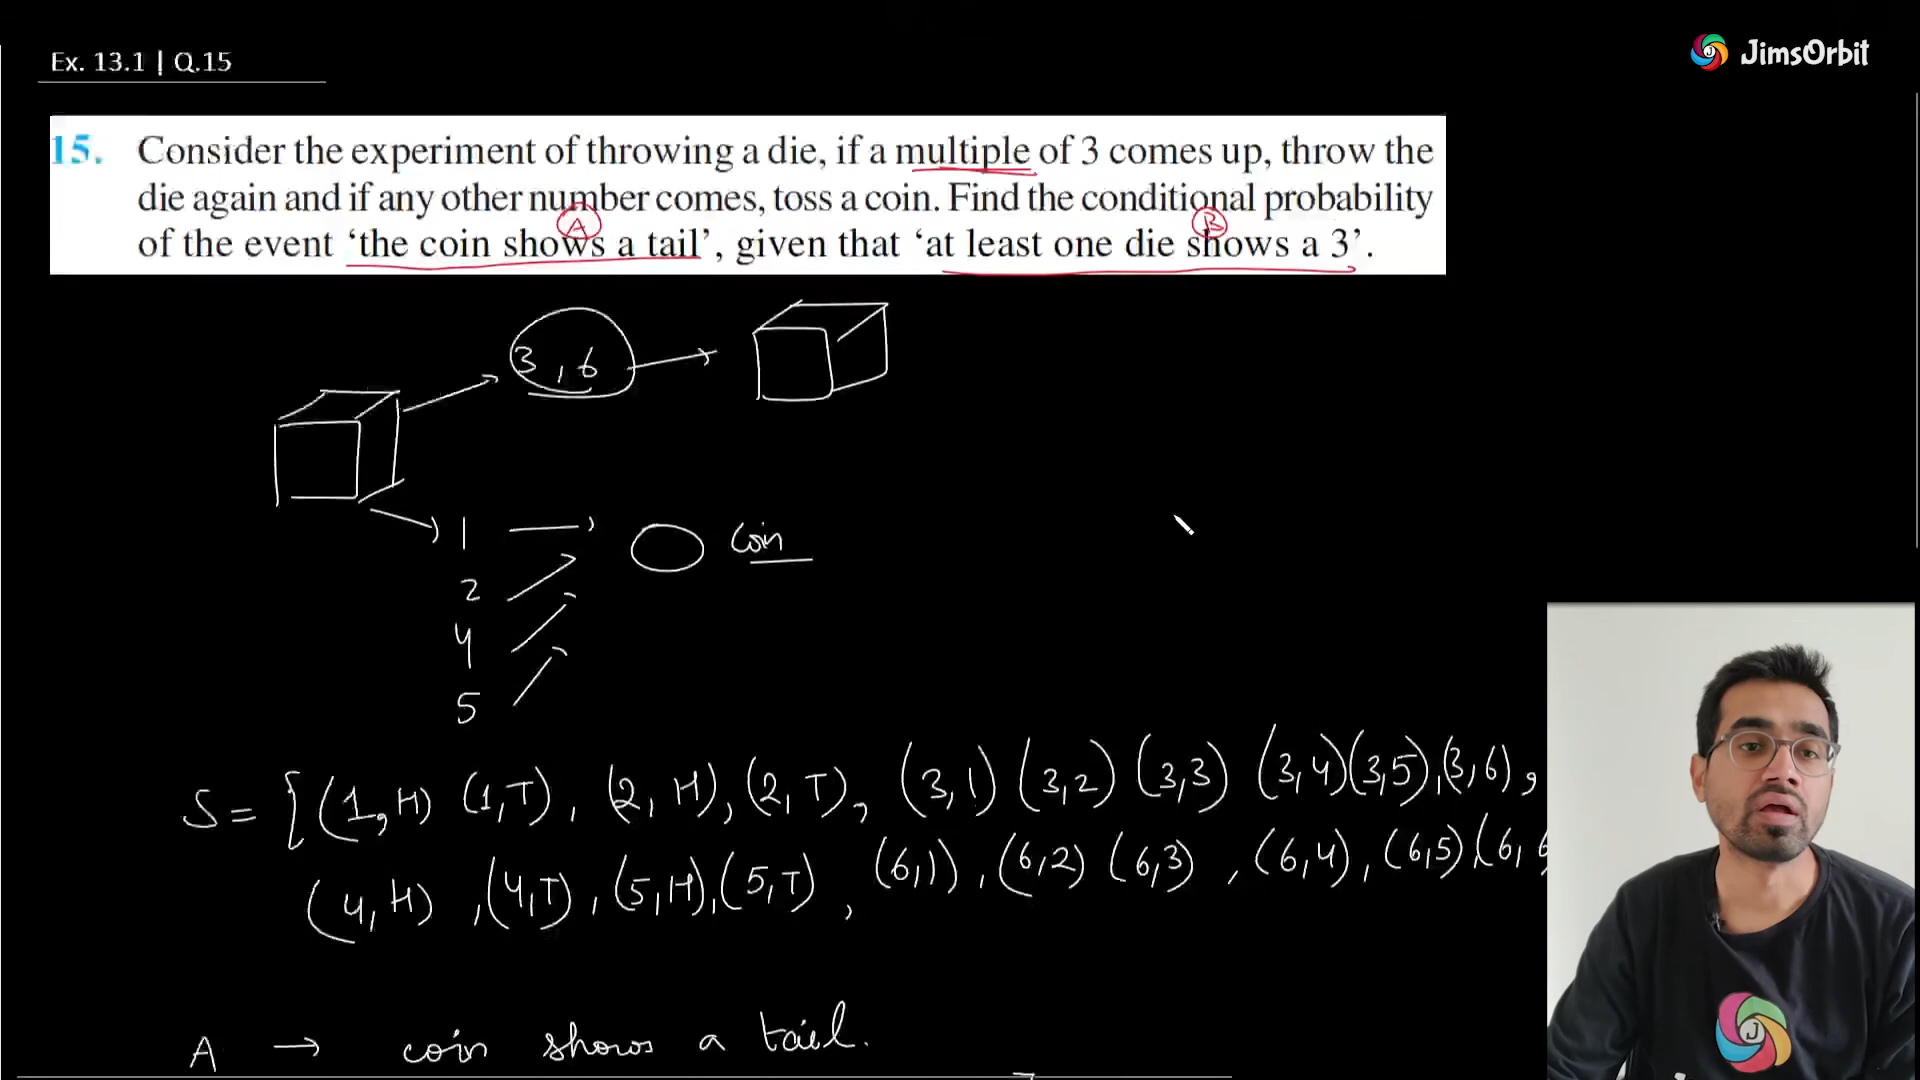 Ex. 13.1 | Q.15
JimsOrbit
15. Consider the experiment of throwing a die, if a multiple of 3 comes up, throw the
die again and if any other number comes, toss a coin. Find the conditional probability
A B
of the event ‘the coin shows a tail’, given that ‘at least one die shows a 3’.
3, 6
1 Coin
2
4
5
S = {(1,H) (1,T), (2,H), (2,T), (3,1) (3,2) (3,3) (3,4)(3,5),(3,6),
(4,H), (4,T), (5,H),(5,T), (6,1), (6,2) (6,3), (6,4), (6,5),(6,
A → coin shows a tail.
J